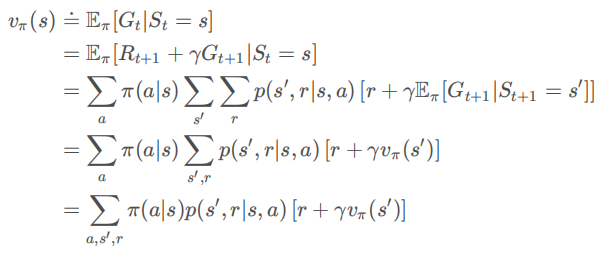 v_π(s) ≐ 𝔼_π[G_t|S_t = s]
= 𝔼_π[R_{t+1} + γG_{t+1}|S_t = s]
= ∑_a π(a|s) ∑_{s′} ∑_r p(s′, r|s, a) [r + γ𝔼_π[G_{t+1}|S_{t+1} = s′]]
= ∑_a π(a|s) ∑_{s′,r} p(s′, r|s, a) [r + γv_π(s′)]
= ∑_{a,s′,r} π(a|s)p(s′, r|s, a) [r + γv_π(s′)]